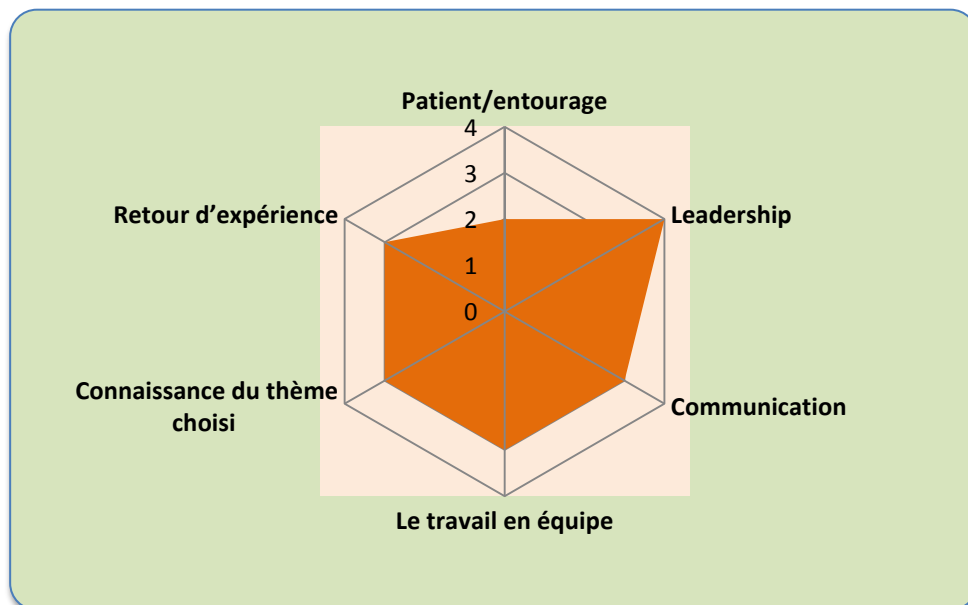 Patient/entourage
4
3
Retour d’expérience
2
Leadership
1
0
Connaissance du thème
choisi
Communication
Le travail en équipe